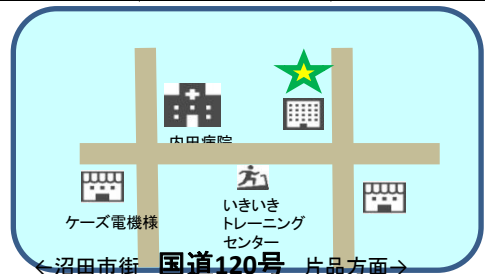 内田病院
ケーズ電機様
いきいき
トレーニング
センター
←沼田市街 国道120号 片品方面→